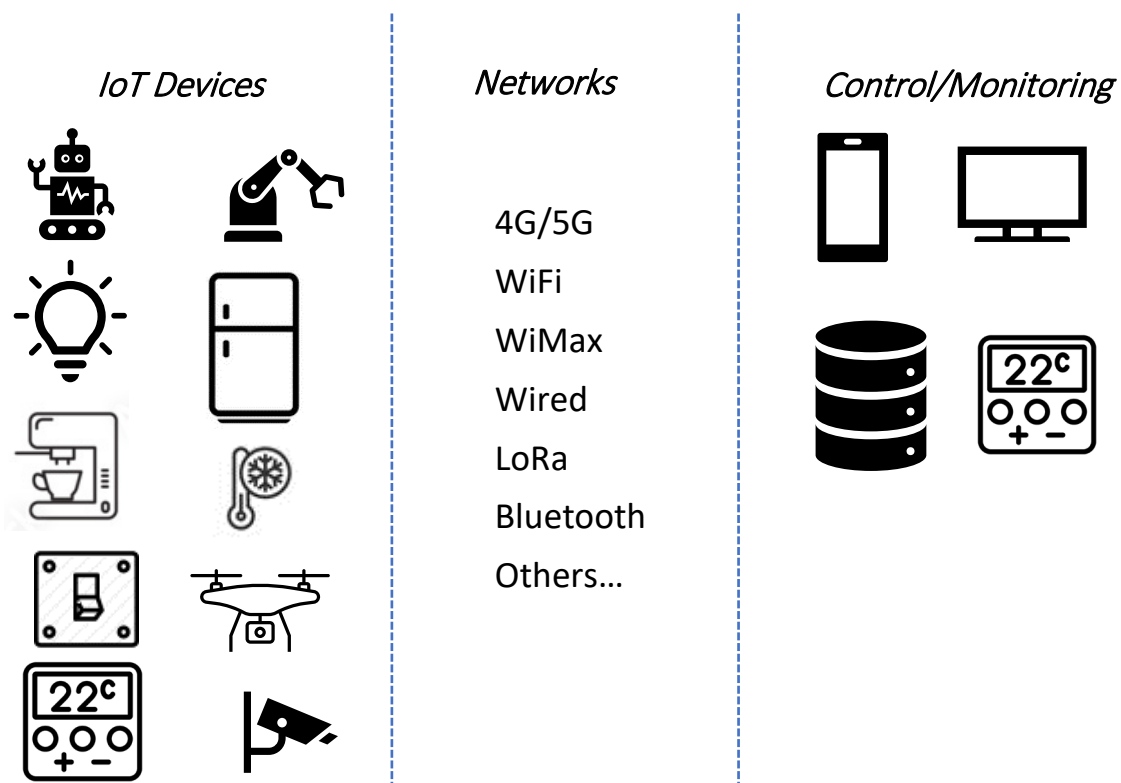 IoT Devices
Networks
Control/Monitoring
4G/5G
WiFi
WiMax
Wired
LoRa
Bluetooth
Others...
22c
+ −
22c
+ −